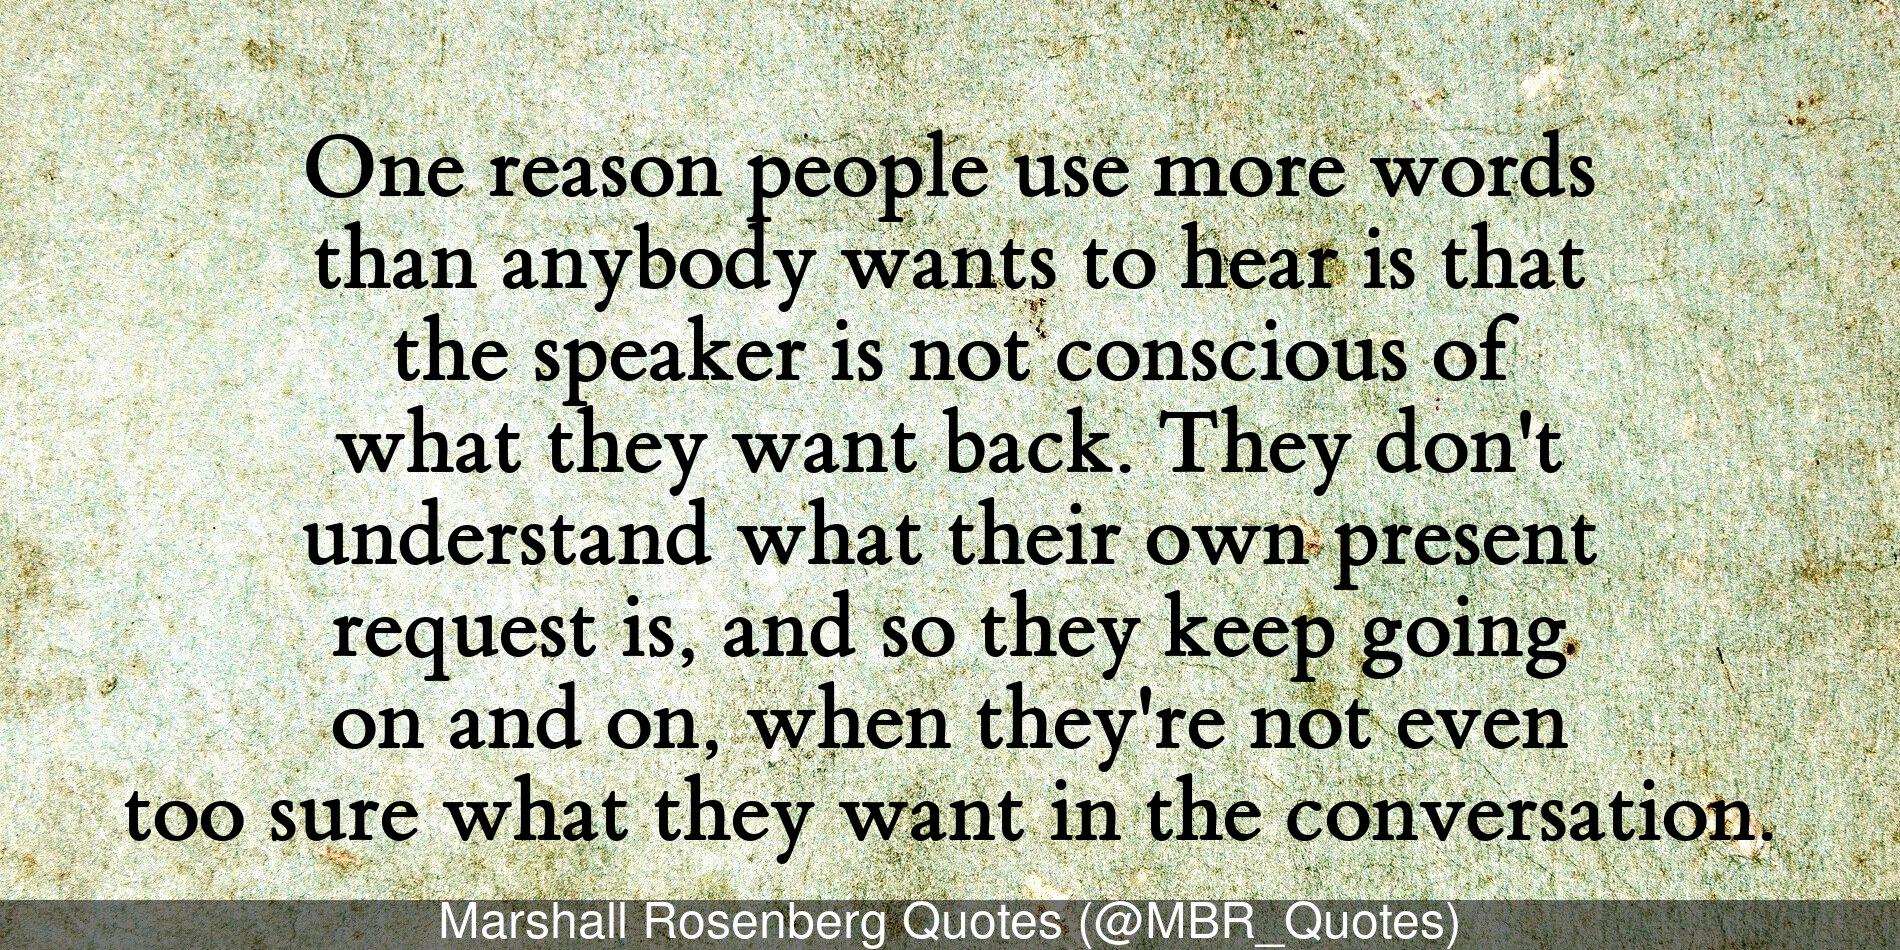 One reason people use more words
than anybody wants to hear is that
the speaker is not conscious of
what they want back. They don't
understand what their own present
request is, and so they keep going
on and on, when they're not even
too sure what they want in the conversation.
Marshall Rosenberg Quotes (@MBR_Quotes)